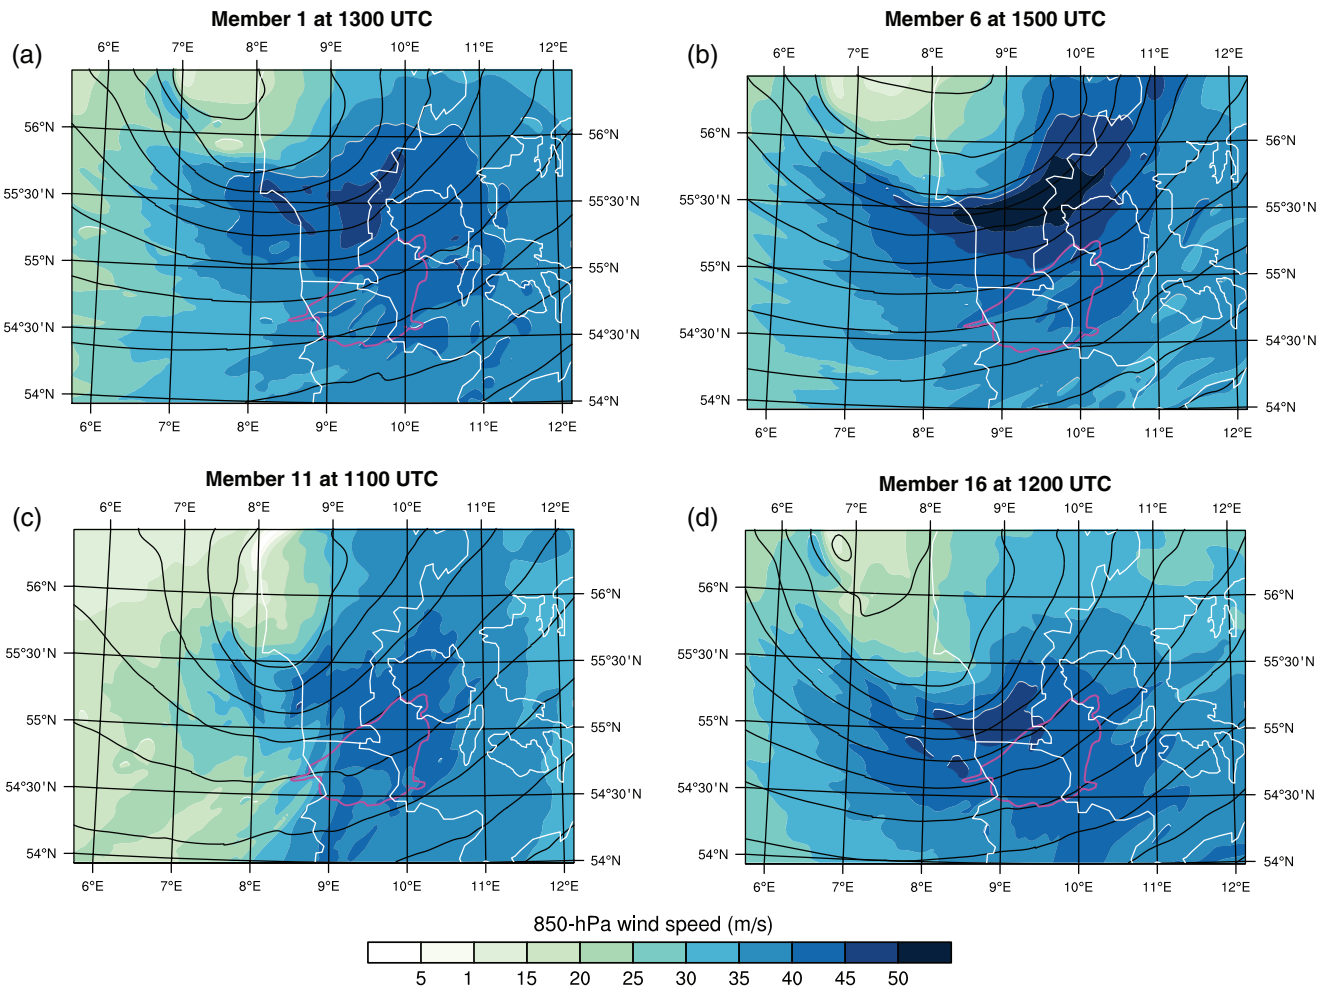 Member 1 at 1300 UTC
(a)
6°E 7°E 8°E 9°E 10°E 11°E 12°E
56°N 56°N
55°30'N 55°30'N
55°N 55°N
54°30'N 54°30'N
54°N 54°N
6°E 7°E 8°E 9°E 10°E 11°E 12°E
Member 6 at 1500 UTC
(b)
6°E 7°E 8°E 9°E 10°E 11°E 12°E
56°N 56°N
55°30'N 55°30'N
55°N 55°N
54°30'N 54°30'N
54°N 54°N
6°E 7°E 8°E 9°E 10°E 11°E 12°E
Member 11 at 1100 UTC
(c)
6°E 7°E 8°E 9°E 10°E 11°E 12°E
56°N 56°N
55°30'N 55°30'N
55°N 55°N
54°30'N 54°30'N
54°N 54°N
6°E 7°E 8°E 9°E 10°E 11°E 12°E
Member 16 at 1200 UTC
(d)
6°E 7°E 8°E 9°E 10°E 11°E 12°E
56°N 56°N
55°30'N 55°30'N
55°N 55°N
54°30'N 54°30'N
54°N 54°N
6°E 7°E 8°E 9°E 10°E 11°E 12°E
850-hPa wind speed (m/s)
5 1 15 20 25 30 35 40 45 50